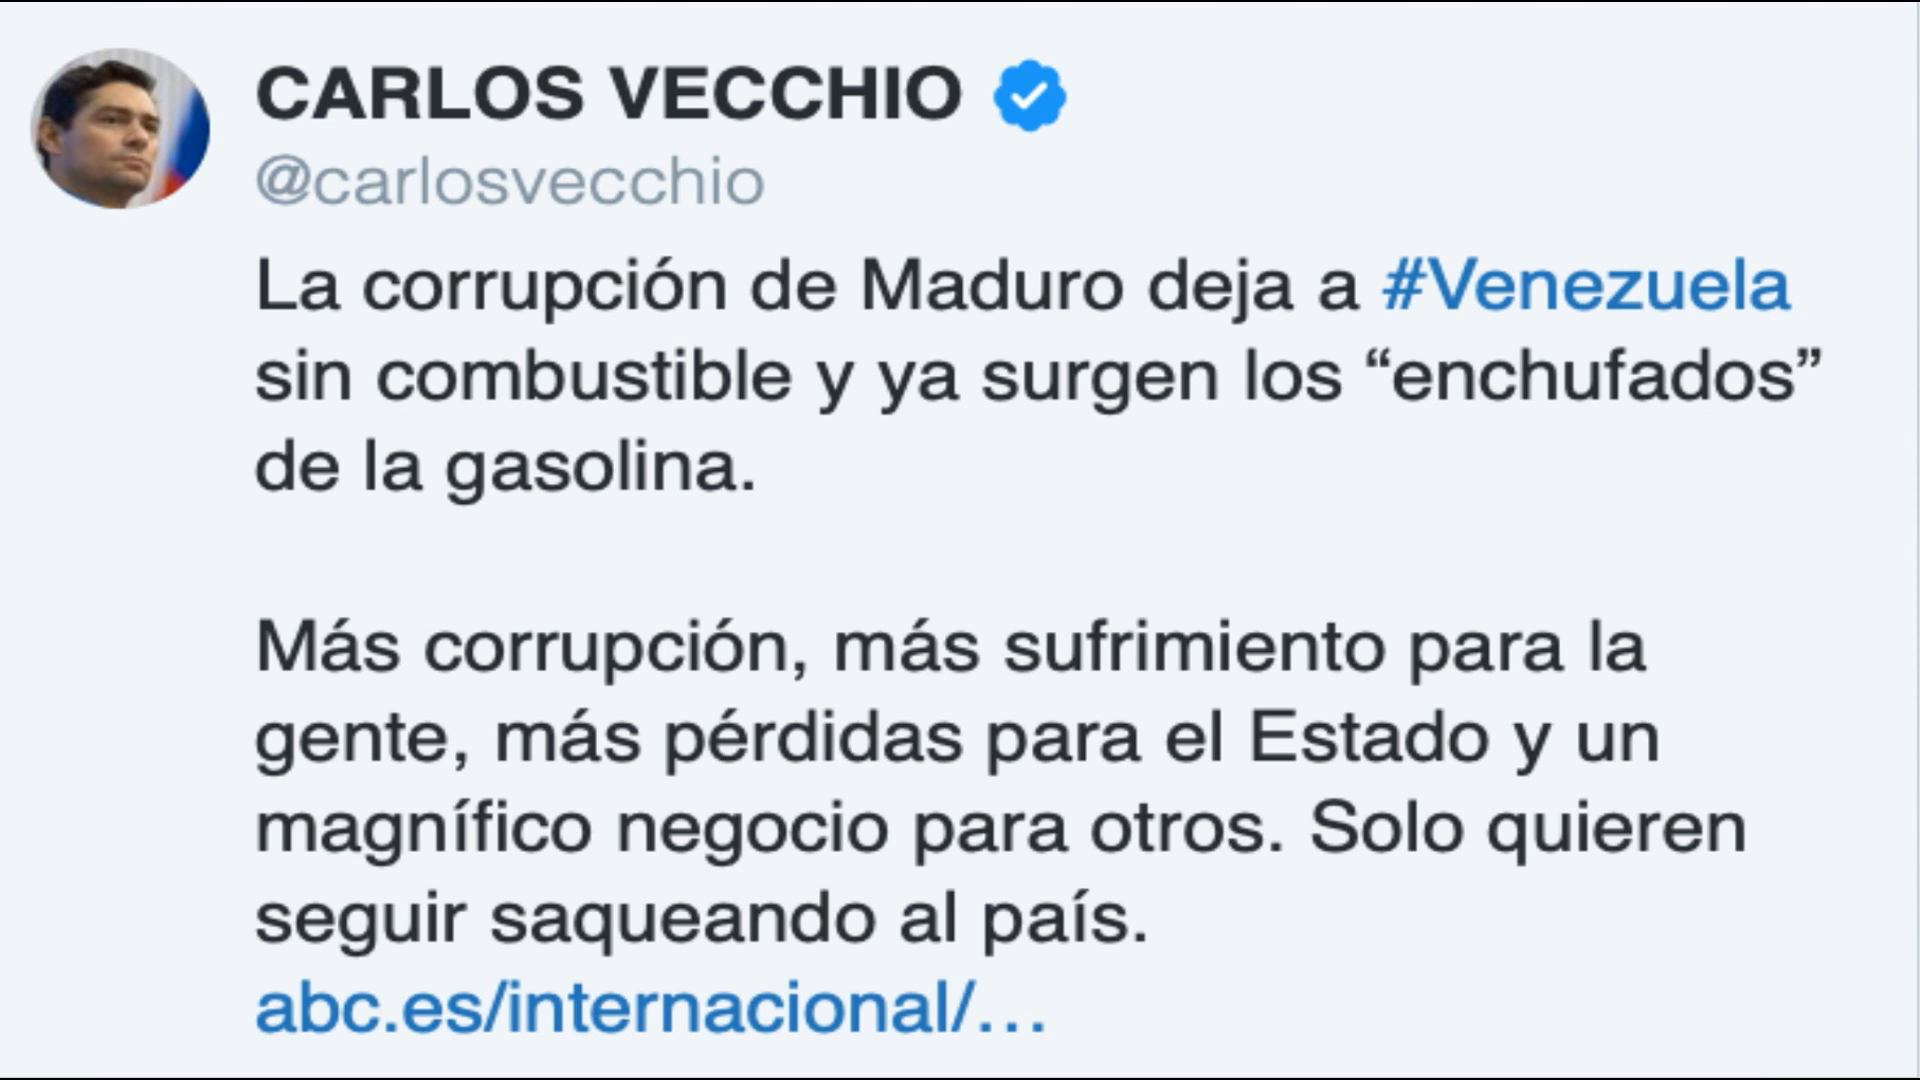 CARLOS VECCHIO
@carlosvecchio
La corrupción de Maduro deja a #Venezuela
sin combustible y ya surgen los “enchufados”
de la gasolina.
Más corrupción, más sufrimiento para la
gente, más pérdidas para el Estado y un
magnífico negocio para otros. Solo quieren
seguir saqueando al país.
abc.es/internacional/…